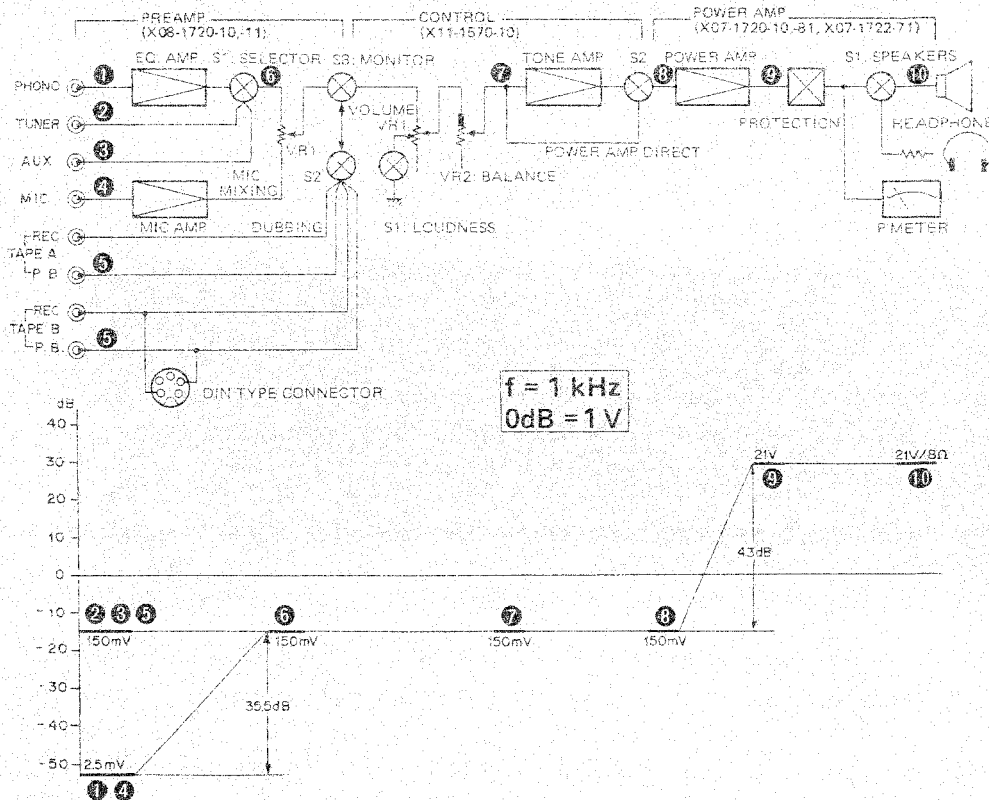 PREAMP CONTROL POWER AMP
(X08-1720-10,-11) (X11-1570-10) (X07-1720-10,-81, X07-1722-71)
EQ. AMP S1: SELECTOR S3: MONITOR TONE AMP S2 POWER AMP S1: SPEAKERS
PHONO 1 6 7 8 9 10
TUNER 2
VOLUME
VR1
PROTECTION HEADPHONE
AUX 3
VR1
S2
POWER AMP DIRECT
MIC
MIXING
VR2: BALANCE
MIC 4
MIC AMP
DUBBING
S1: LOUDNESS
P.METER
REC
TAPE A
P.B 5
REC
TAPE B
P.B. 5
DIN TYPE CONNECTOR
f = 1 kHz
0dB = 1 V
dB
40
30
21V 21V/8Ω
9 10
20
10
43dB
0
-10
2 3 5 6 7 8
150mV 150mV 150mV 150mV
-20
-30
35.5dB
-40
-50
2.5mV
1 4